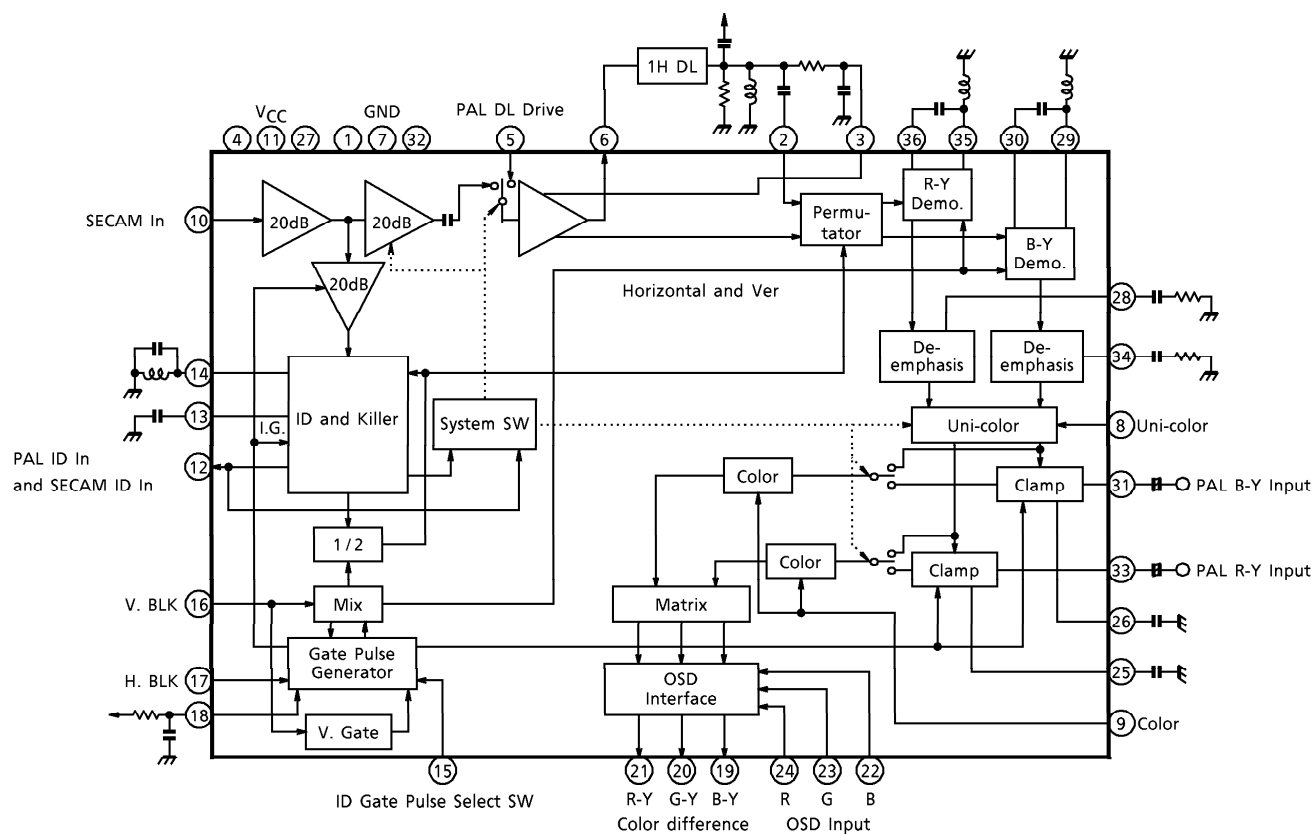 1H DL
VCC
GND
PAL DL Drive
4 11 27 1 7 32 5 6 2 3 36 35 30 29
SECAM In
10
20dB
20dB
20dB
Permu-
tator
R-Y
Demo.
B-Y
Demo.
Horizontal and Ver
28
De-
emphasis
De-
emphasis
34
14
13
I.G.
ID and Killer
System SW
Uni-color
8 Uni-color
12
PAL ID In
and SECAM ID In
Color
Clamp
31 PAL B-Y Input
1/2
Color
Clamp
33 PAL R-Y Input
V. BLK 16
Mix
Matrix
26
Gate Pulse
Generator
H. BLK 17
OSD
Interface
25
18
V. Gate
9 Color
15
21 20 19 24 23 22
ID Gate Pulse Select SW
R-Y G-Y B-Y R G B
Color difference OSD Input